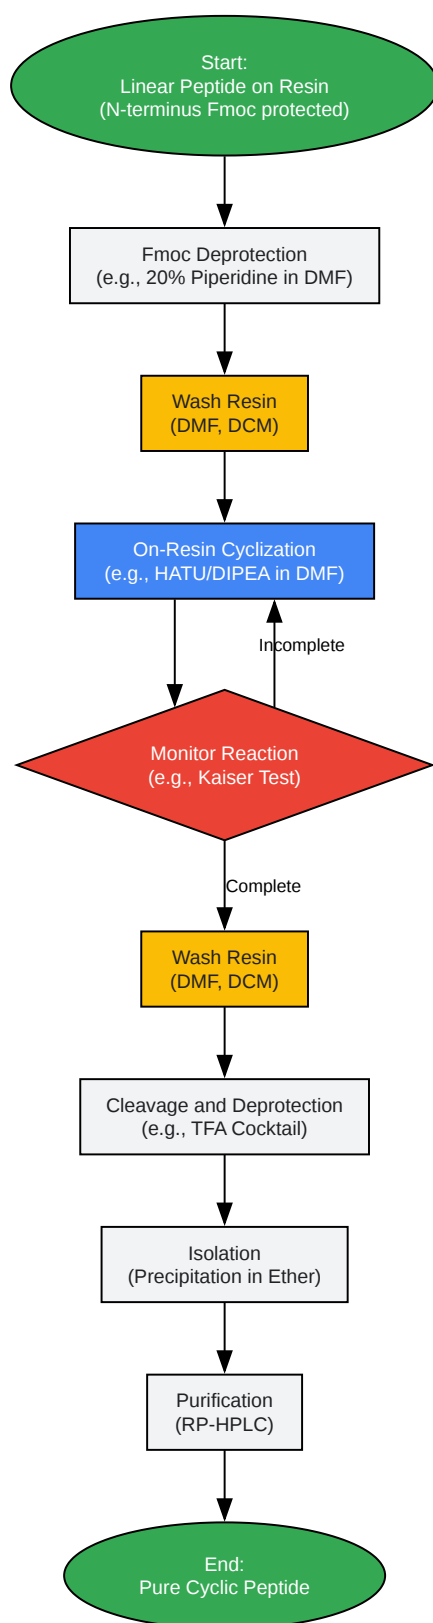 Start:
Linear Peptide on Resin
(N-terminus Fmoc protected)
Fmoc Deprotection
(e.g., 20% Piperidine in DMF)
Wash Resin
(DMF, DCM)
On-Resin Cyclization
(e.g., HATU/DIPEA in DMF)
Incomplete
Monitor Reaction
(e.g., Kaiser Test)
Complete
Wash Resin
(DMF, DCM)
Cleavage and Deprotection
(e.g., TFA Cocktail)
Isolation
(Precipitation in Ether)
Purification
(RP-HPLC)
End:
Pure Cyclic Peptide